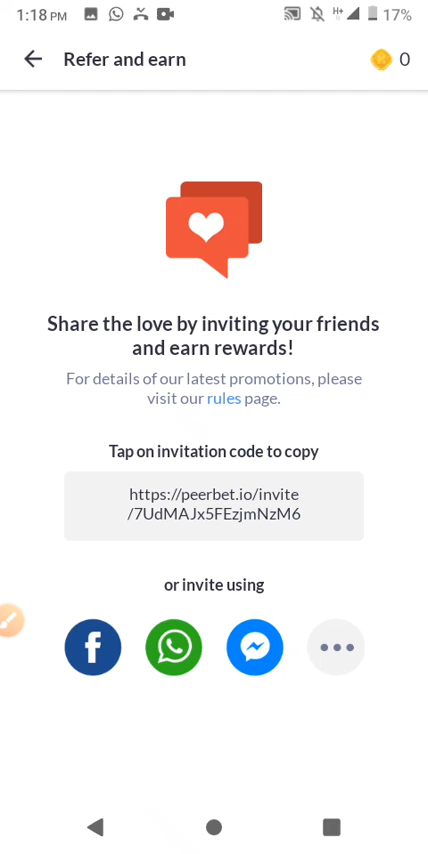 1:18 PM
H+
17%
Refer and earn
0
Share the love by inviting your friends
and earn rewards!
For details of our latest promotions, please
visit our rules page.
Tap on invitation code to copy
https://peerbet.io/invite
/7UdMAJx5FEzjmNzM6
or invite using